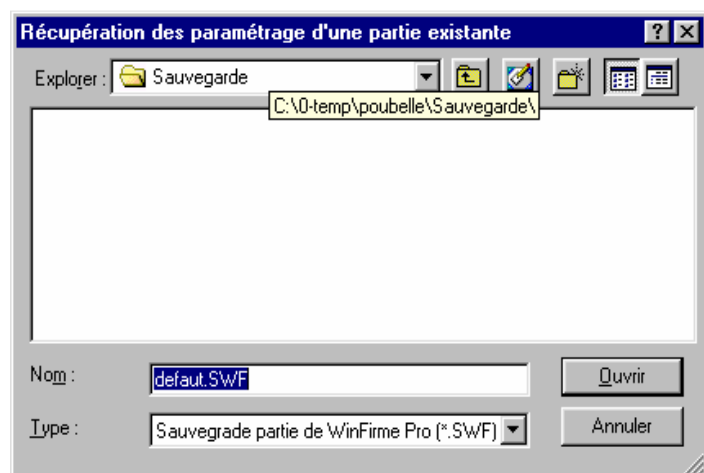 Récupération des paramétrage d'une partie existante
Explorer : Sauvegarde
C:\0-temp\poubelle\Sauvegarde\
Nom : defaut.SWF Ouvrir
Type : Sauvegrade partie de WinFirme Pro (*.SWF) Annuler